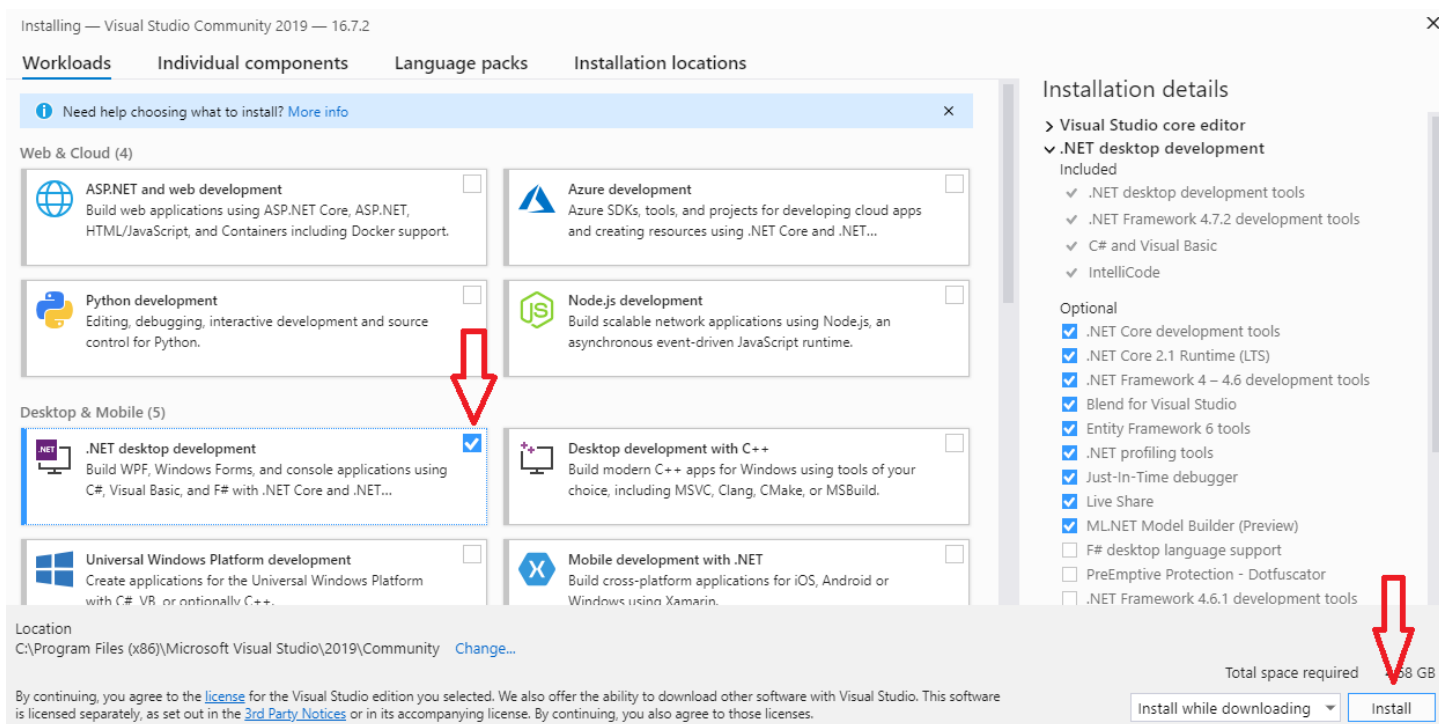 Installing — Visual Studio Community 2019 — 16.7.2
Workloads Individual components Language packs Installation locations
Need help choosing what to install? More info
Web & Cloud (4)
ASP.NET and web development
Build web applications using ASP.NET Core, ASP.NET,
HTML/JavaScript, and Containers including Docker support.
Azure development
Azure SDKs, tools, and projects for developing cloud apps
and creating resources using .NET Core and .NET...
Python development
Editing, debugging, interactive development and source
control for Python.
Node.js development
Build scalable network applications using Node.js, an
asynchronous event-driven JavaScript runtime.
Desktop & Mobile (5)
.NET
.NET desktop development
Build WPF, Windows Forms, and console applications using
C#, Visual Basic, and F# with .NET Core and .NET...
Desktop development with C++
Build modern C++ apps for Windows using tools of your
choice, including MSVC, Clang, CMake, or MSBuild.
Universal Windows Platform development
Create applications for the Universal Windows Platform
with C#, VB, or optionally C++.
Mobile development with .NET
Build cross-platform applications for iOS, Android or
Windows using Xamarin.
Installation details
Visual Studio core editor
.NET desktop development
Included
.NET desktop development tools
.NET Framework 4.7.2 development tools
C# and Visual Basic
IntelliCode
Optional
.NET Core development tools
.NET Core 2.1 Runtime (LTS)
.NET Framework 4 – 4.6 development tools
Blend for Visual Studio
Entity Framework 6 tools
.NET profiling tools
Just-In-Time debugger
Live Share
ML.NET Model Builder (Preview)
F# desktop language support
PreEmptive Protection - Dotfuscator
.NET Framework 4.6.1 development tools
Location
C:\Program Files (x86)\Microsoft Visual Studio\2019\Community Change...
Total space required GB
By continuing, you agree to the license for the Visual Studio edition you selected. We also offer the ability to download other software with Visual Studio. This software
is licensed separately, as set out in the 3rd Party Notices or in its accompanying license. By continuing, you also agree to those licenses.
Install while downloading Install